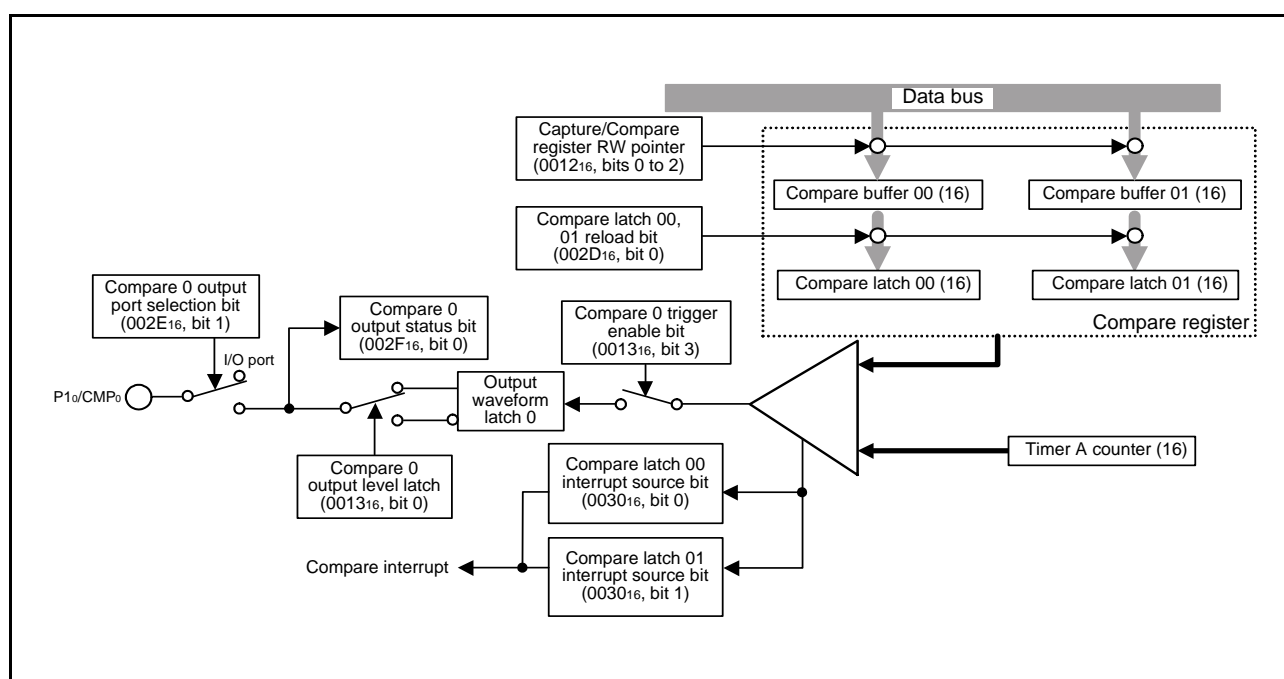 Data bus
Capture/Compare
register RW pointer
(001216, bits 0 to 2)
Compare buffer 00 (16)
Compare buffer 01 (16)
Compare latch 00,
01 reload bit
(002D16, bit 0)
Compare latch 00 (16)
Compare latch 01 (16)
Compare register
Compare 0 output
port selection bit
(002E16, bit 1)
Compare 0
output status bit
(002F16, bit 0)
Compare 0 trigger
enable bit
(001316, bit 3)
I/O port
P10/CMP0
Output
waveform
latch 0
Compare 0
output level latch
(001316, bit 0)
Timer A counter (16)
Compare latch 00
interrupt source bit
(003016, bit 0)
Compare latch 01
interrupt source bit
(003016, bit 1)
Compare interrupt